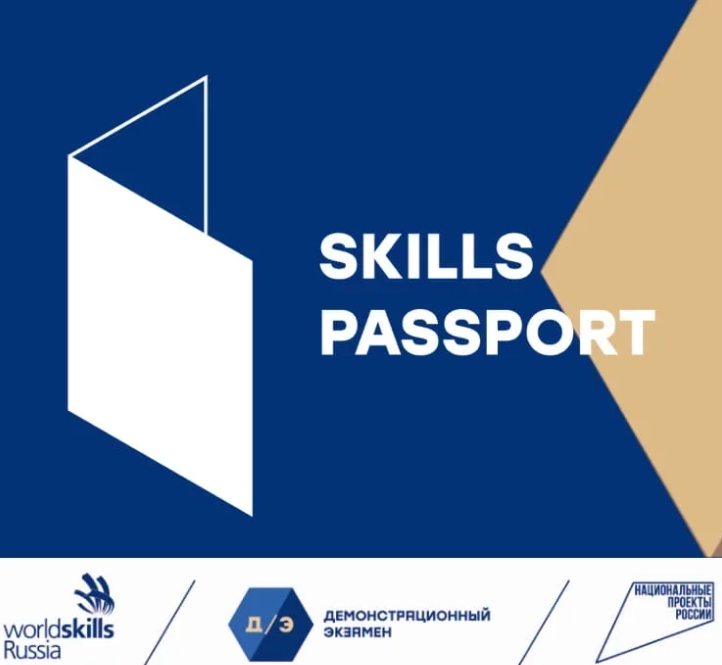 SKILLS
PASSPORT
worldskills
Russia
Д/Э
ДЕМОНСТРАЦИОННЫЙ
ЭКЗАМЕН
НАЦИОНАЛЬНЫЕ
ПРОЕКТЫ
РОССИИ